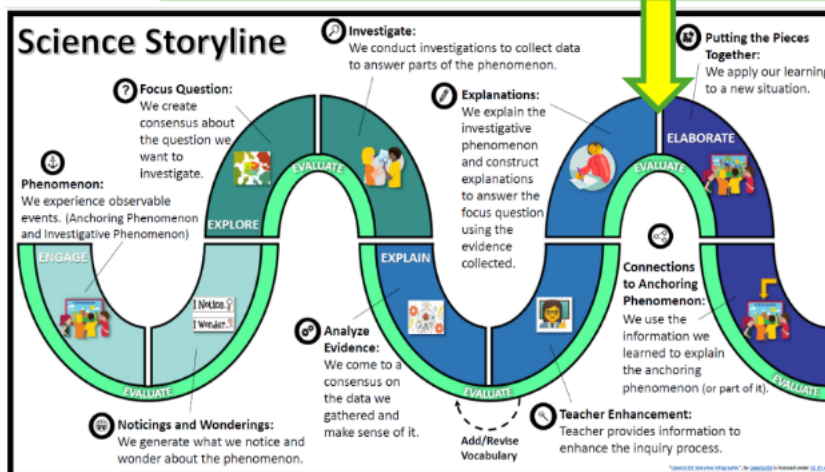 Science Storyline
Phenomenon:
We experience observable
events. (Anchoring Phenomenon
and Investigative Phenomenon)
ENGAGE
Noticings and Wonderings:
We generate what we notice and
wonder about the phenomenon.
I Notice.
I Wonder.
EVALUATE
Focus Question:
We create
consensus about
the question we
want to
investigate.
EXPLORE
Investigate:
We conduct investigations to collect data
to answer parts of the phenomenon.
EVALUATE
EXPLAIN
Analyze
Evidence:
We come to a
consensus on
the data we
gathered and
make sense of it.
EVALUATE
Add/Revise
Vocabulary
Teacher Enhancement:
Teacher provides information to
enhance the inquiry process.
Explanations:
We explain the
investigative
phenomenon
and construct
explanations
to answer the
focus question
using the
evidence
collected.
EVALUATE
Putting the Pieces
Together:
We apply our learning
to a new situation.
ELABORATE
Connections
to Anchoring
Phenomenon:
We use the
information we
learned to explain
the anchoring
phenomenon (or part of it).
EVALUATE